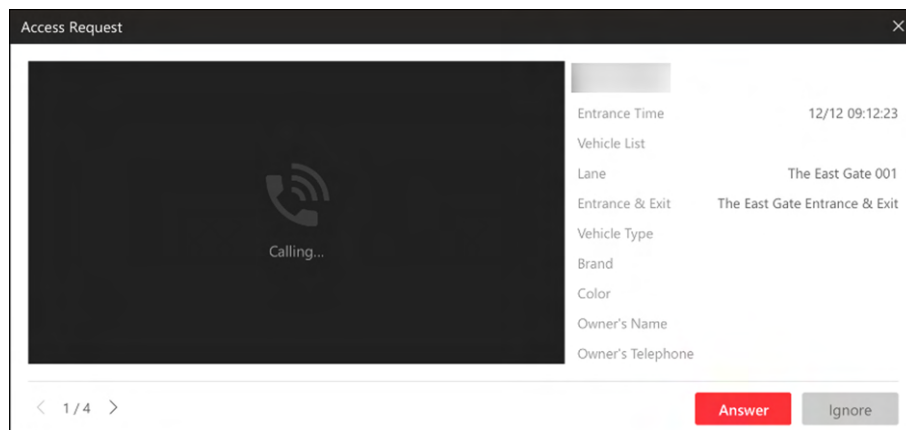 Access Request
Calling...
Entrance Time 12/12 09:12:23
Vehicle List
Lane The East Gate 001
Entrance & Exit The East Gate Entrance & Exit
Vehicle Type
Brand
Color
Owner's Name
Owner's Telephone
1 / 4
Answer Ignore